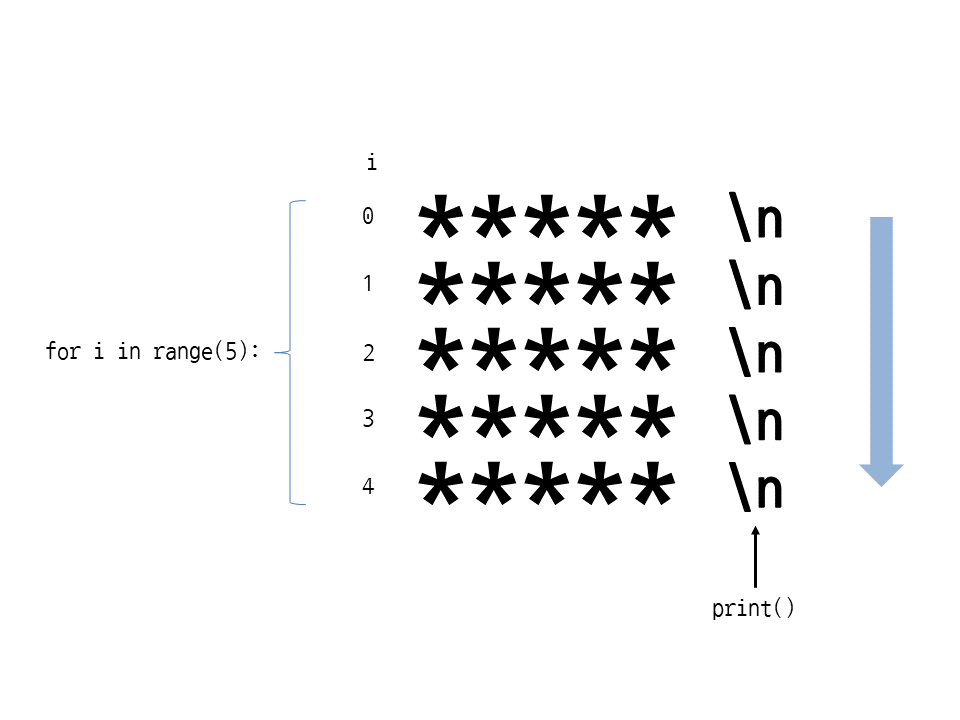 i
0 ***** \n
1 ***** \n
for i in range(5): 2 ***** \n
3 ***** \n
4 ***** \n
print()